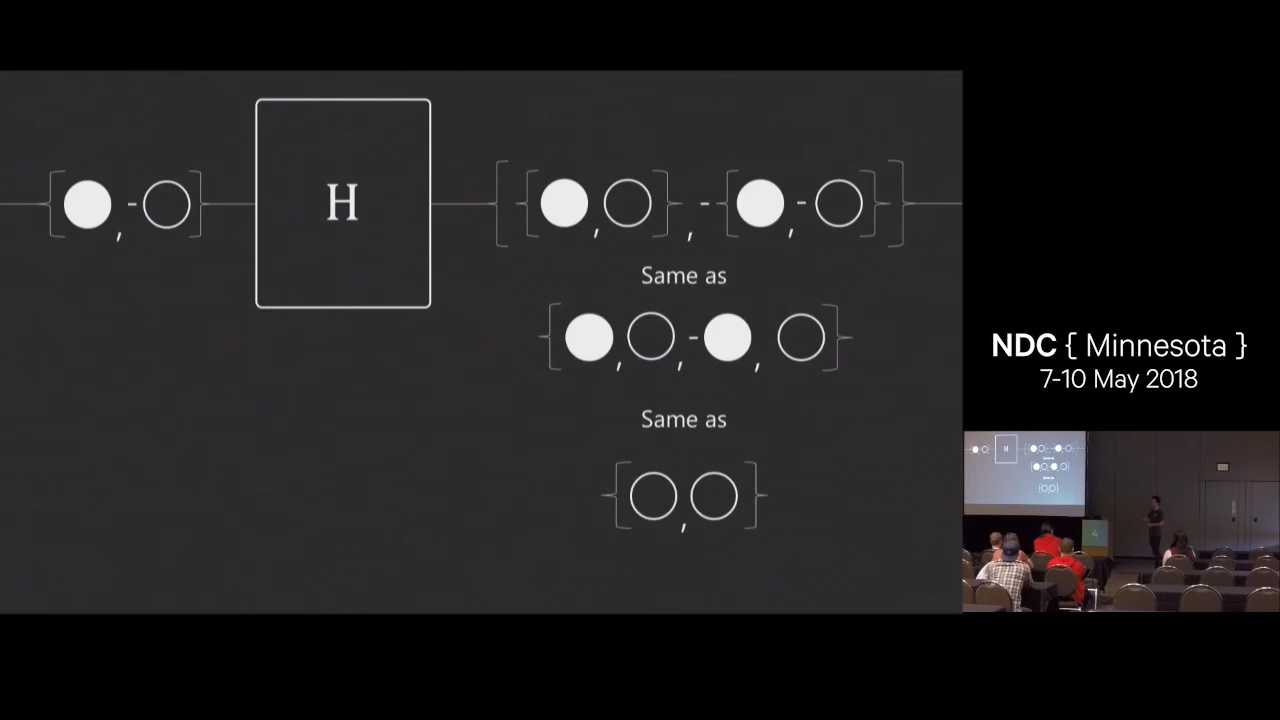 H
Same as
Same as
NDC { Minnesota }
7-10 May 2018